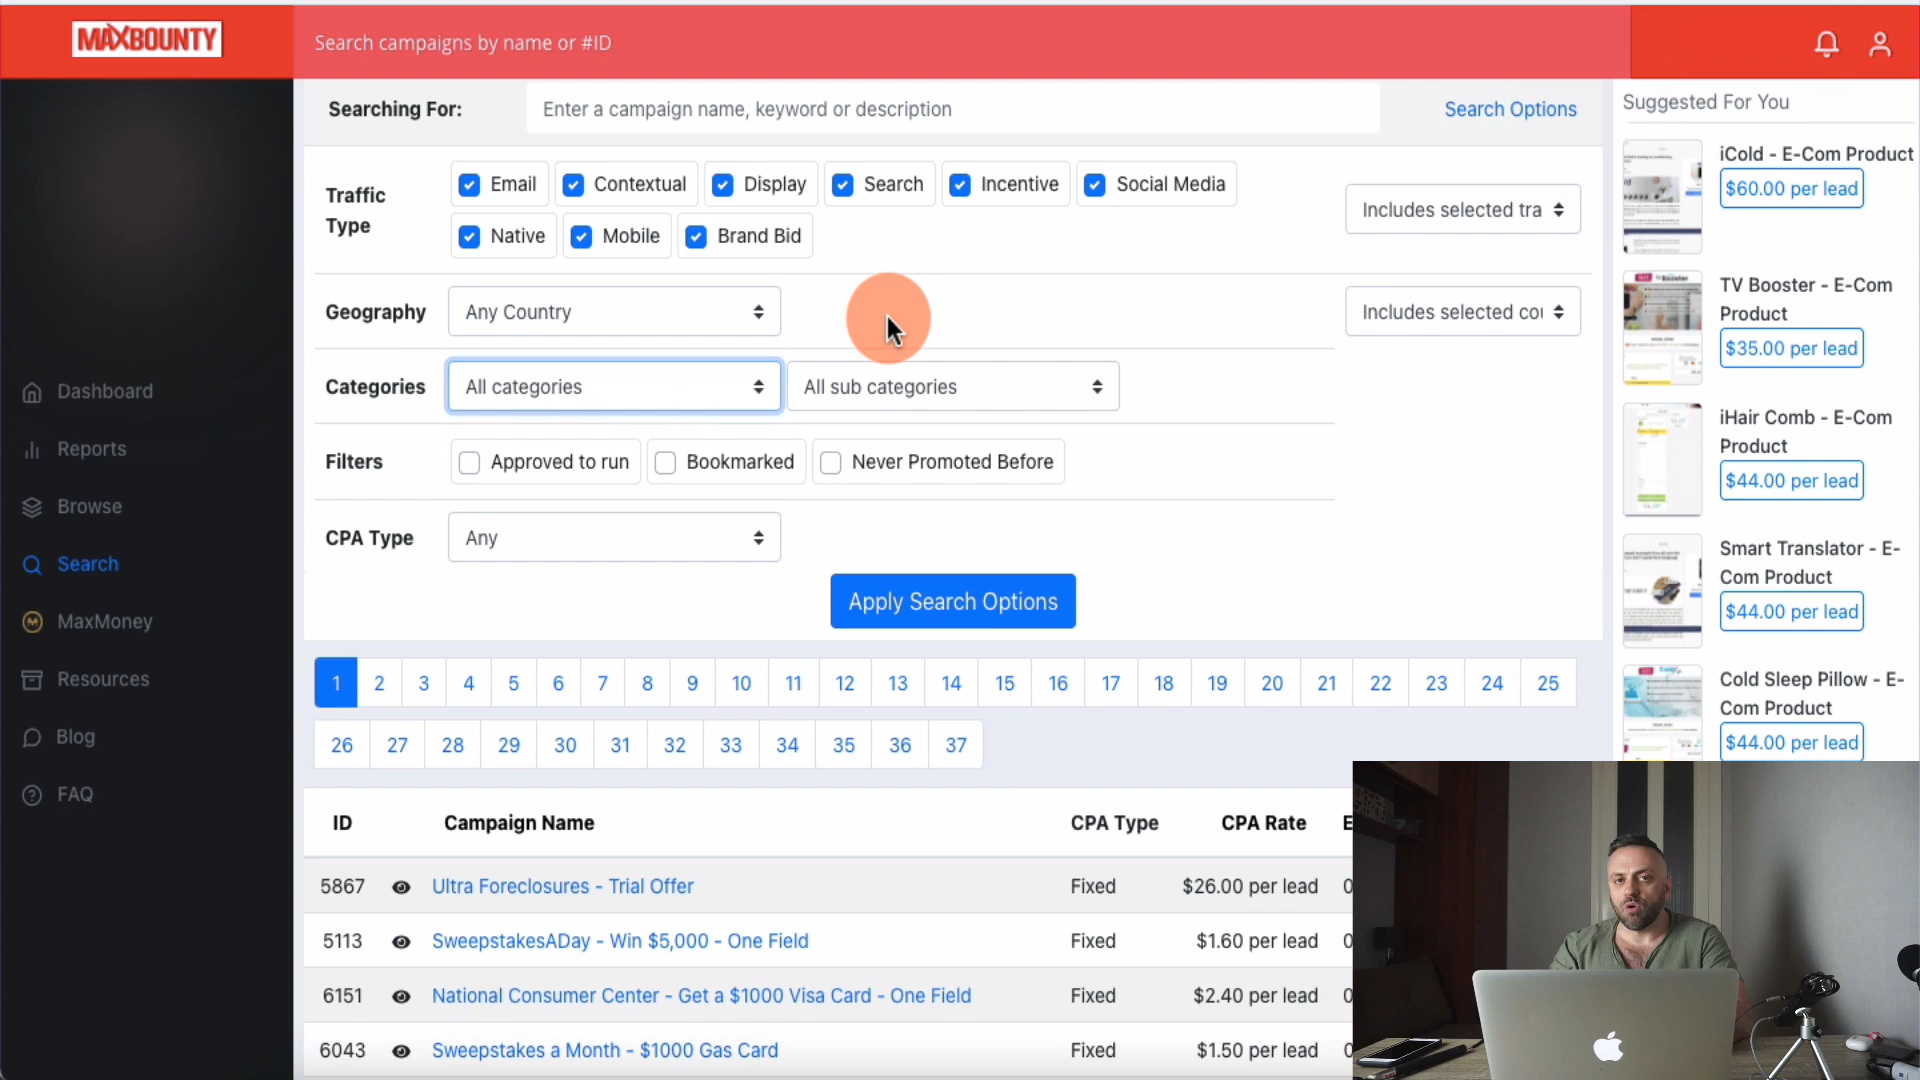 MAXBOUNTY
Search campaigns by name or #ID
Searching For:
Enter a campaign name, keyword or description
Search Options
Traffic
Type
Email
Contextual
Display
Search
Incentive
Social Media
Native
Mobile
Brand Bid
Includes selected tra
Geography
Any Country
Includes selected cou
Categories
All categories
All sub categories
Filters
Approved to run
Bookmarked
Never Promoted Before
CPA Type
Any
Apply Search Options
1 2 3 4 5 6 7 8 9 10 11 12 13 14 15 16 17 18 19 20 21 22 23 24 25
26 27 28 29 30 31 32 33 34 35 36 37
ID Campaign Name CPA Type CPA Rate E
5867 Ultra Foreclosures - Trial Offer Fixed $26.00 per lead 0
5113 SweepstakesADay - Win $5,000 - One Field Fixed $1.60 per lead 0
6151 National Consumer Center - Get a $1000 Visa Card - One Field Fixed $2.40 per lead 0
6043 Sweepstakes a Month - $1000 Gas Card Fixed $1.50 per lead 0
Dashboard
Reports
Browse
Search
MaxMoney
Resources
Blog
FAQ
Suggested For You
iCold - E-Com Product
$60.00 per lead
TV Booster - E-Com
Product
$35.00 per lead
iHair Comb - E-Com
Product
$44.00 per lead
Smart Translator - E-
Com Product
$44.00 per lead
Cold Sleep Pillow - E-
Com Product
$44.00 per lead